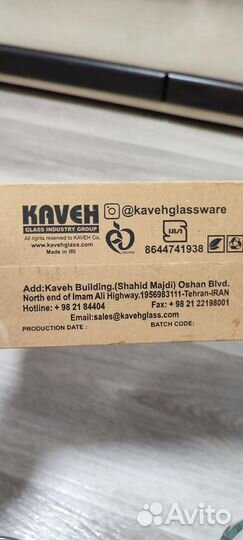 KAVEH
GLASS INDUSTRY GROUP
All rights reserved to KAVEH Co.
www.kavehglass.com
Made in IRI
@kavehglassware
8644741938
Add:Kaveh Building.(Shahid Majdi) Oshan Blvd.
North end of Imam Ali Highway.1956983111-Tehran-IRAN
Hotline: + 98 21 84404 Fax: + 98 21 22198001
Email:sales@kavehglass.com
PRODUCTION DATE : BATCH CODE:
Avito